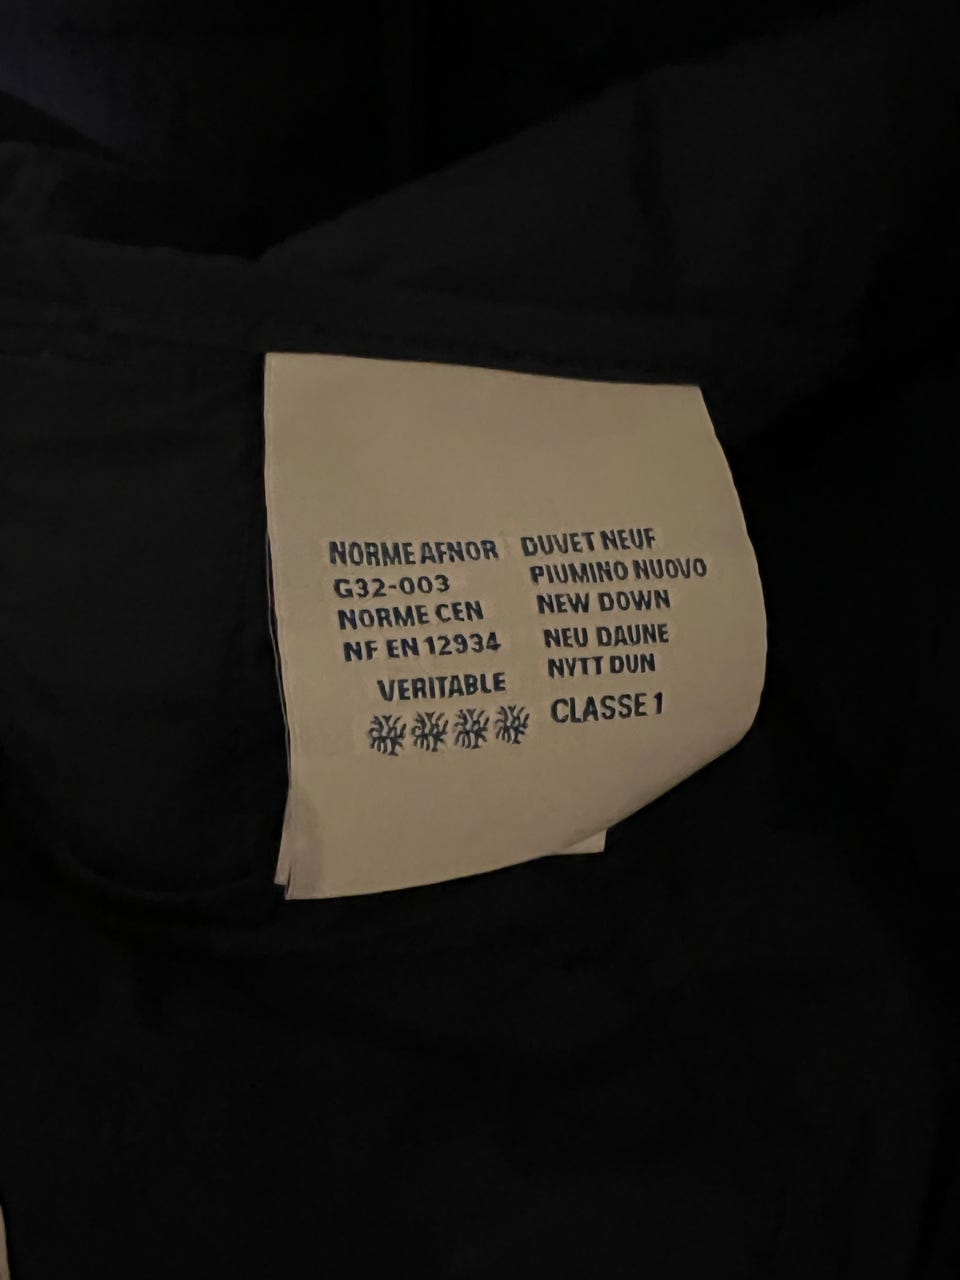 NORME AFNOR
G32-003
NORME CEN
NF EN 12934
VERITABLE
DUVET NEUF
PIUMINO NUOVO
NEW DOWN
NEU DAUNE
NYTT DUN
CLASSE 1